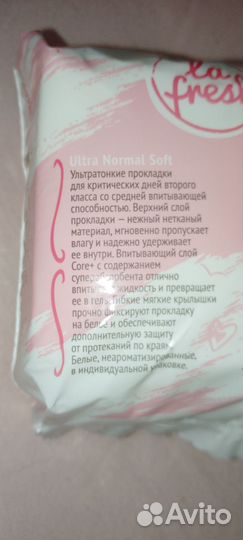 la
fresh
Ultra Normal Soft
Ультратонкие прокладки
для критических дней второго
класса со средней впитывающей
способностью. Верхний слой
прокладки — нежный нетканый
материал, мгновенно пропускает
влагу и надежно удерживает
ее внутри. Впитывающий слой
Core+ с содержанием
суперабсорбента отлично
впитывает жидкость и превращает
ее в гель. Гибкие мягкие крылышки
прочно фиксируют прокладку
на белье и обеспечивают
дополнительную защиту
от протеканий по краям.
Белые, неароматизированные,
в индивидуальной упаковке.
Avito